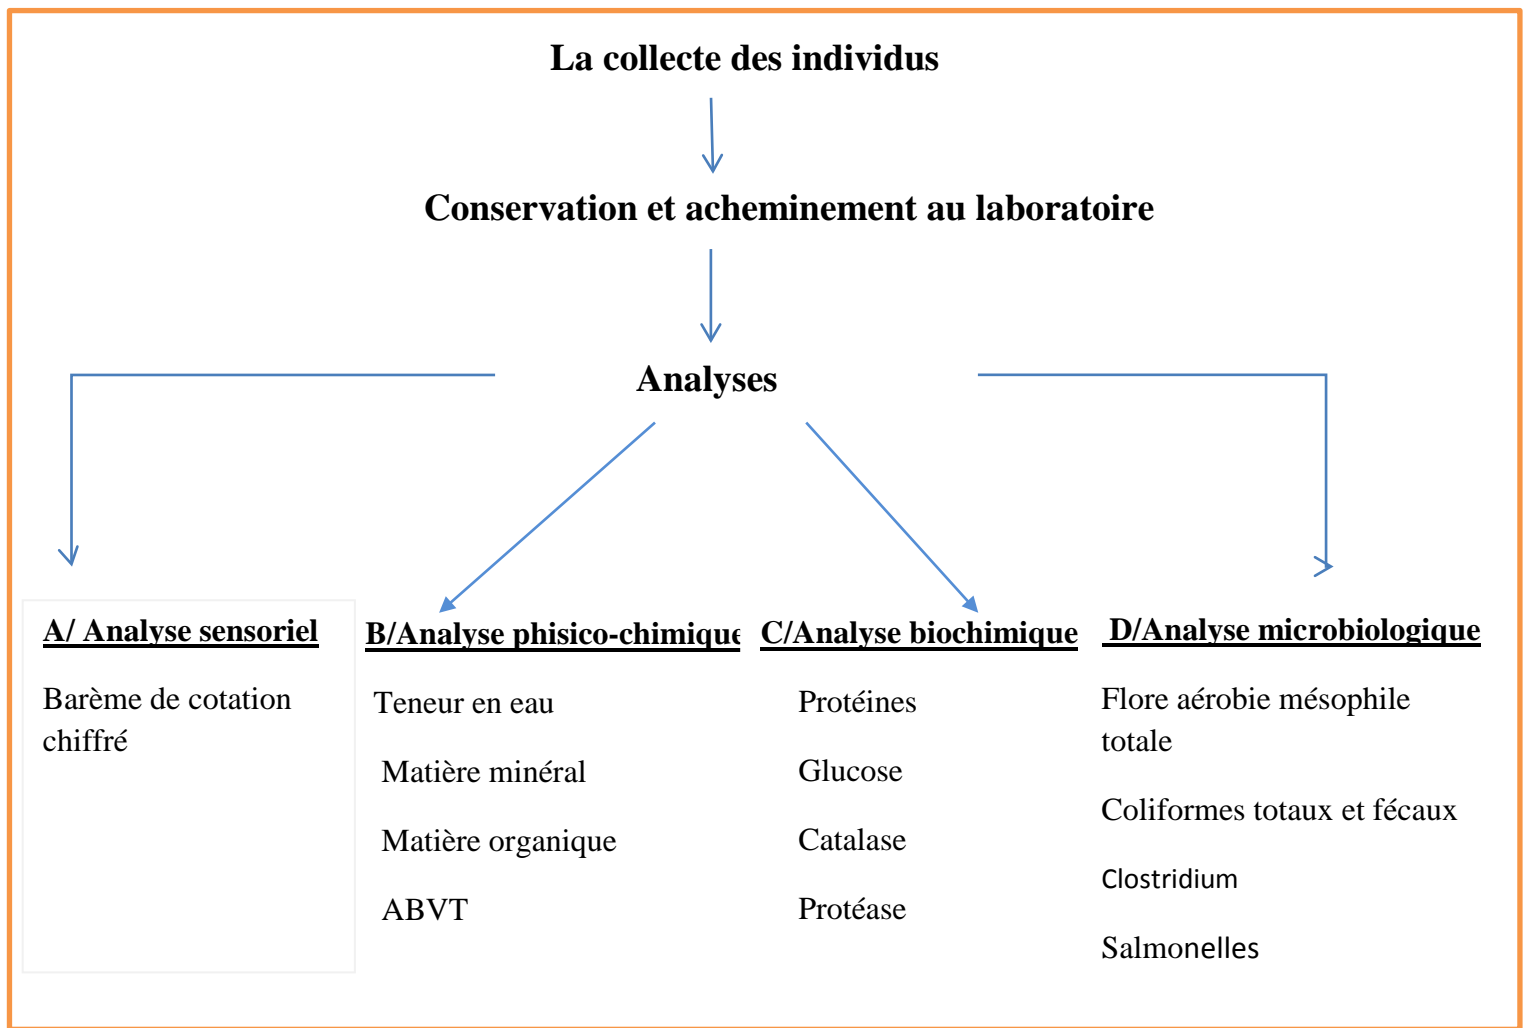 La collecte des individus
Conservation et acheminement au laboratoire
Analyses
A/ Analyse sensoriel
Barème de cotation
chiffré
B/Analyse phisico-chimique
Teneur en eau
Matière minéral
Matière organique
ABVT
C/Analyse biochimique
Protéines
Glucose
Catalase
Protéase
D/Analyse microbiologique
Flore aérobie mésophile
totale
Coliformes totaux et fécaux
Clostridium
Salmonelles